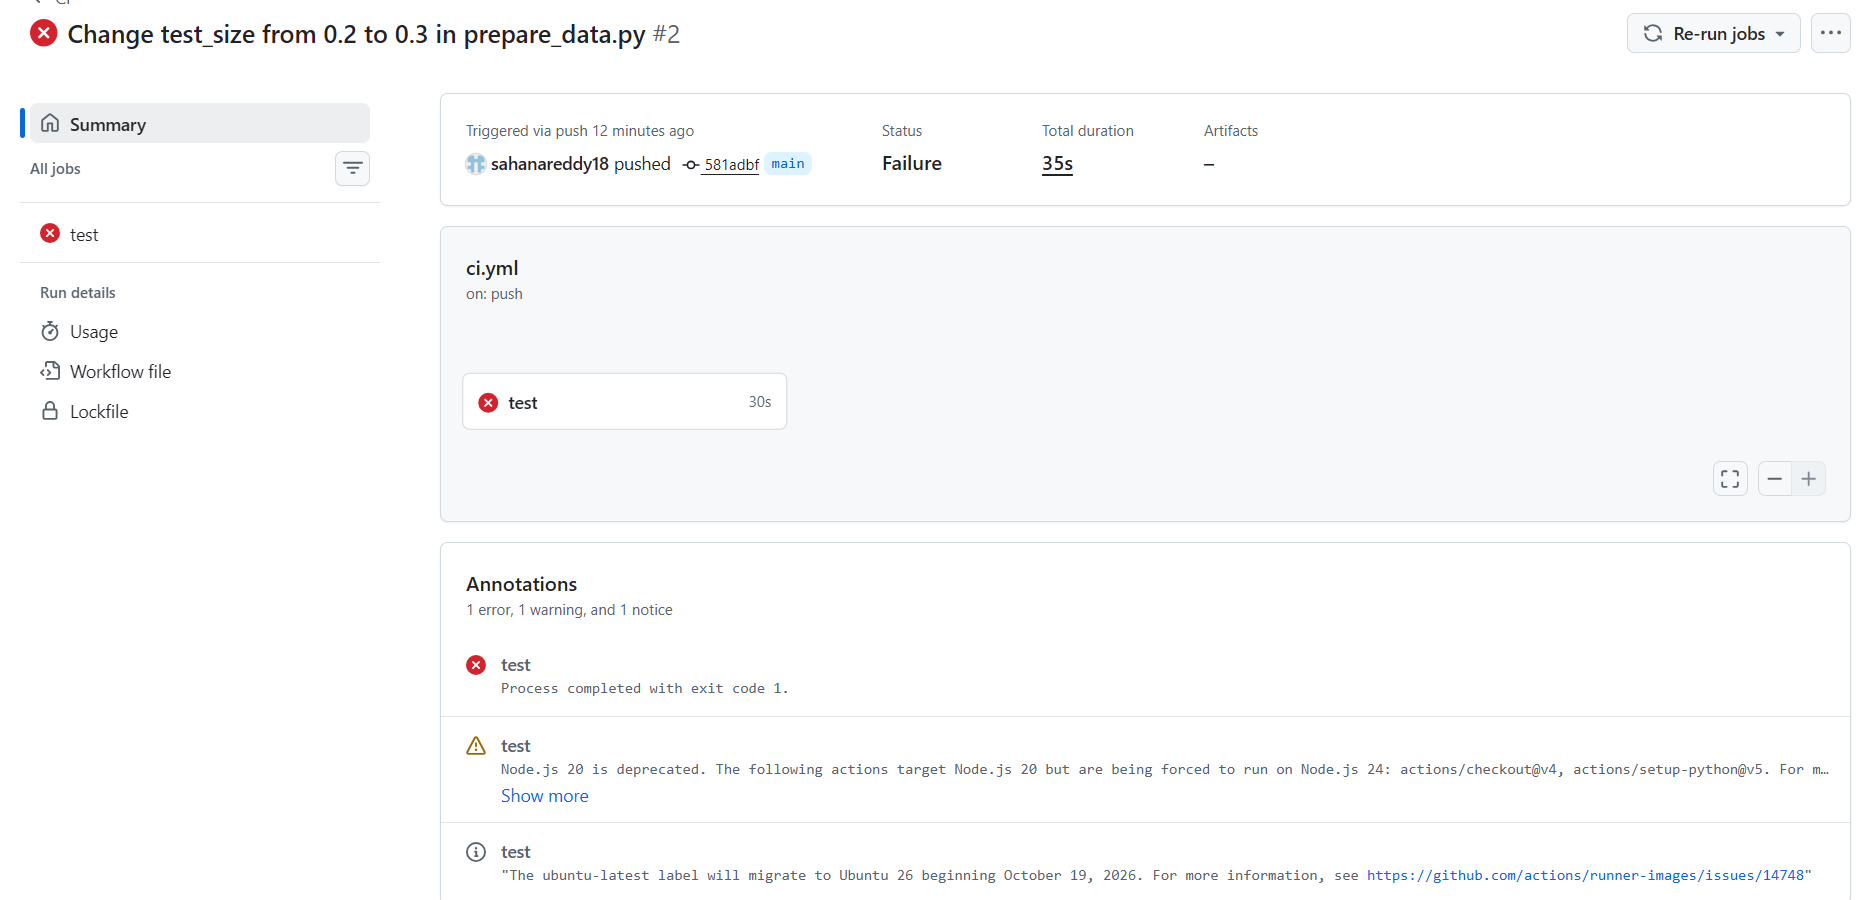 Change test_size from 0.2 to 0.3 in prepare_data.py #2
Re-run jobs
Summary
All jobs
test
Run details
Usage
Workflow file
Lockfile
Triggered via push 12 minutes ago
sahanareddy18 pushed 581adbf main
Status
Failure
Total duration
35s
Artifacts
–
ci.yml
on: push
test 30s
Annotations
1 error, 1 warning, and 1 notice
test
Process completed with exit code 1.
test
Node.js 20 is deprecated. The following actions target Node.js 20 but are being forced to run on Node.js 24: actions/checkout@v4, actions/setup-python@v5. For m…
Show more
test
"The ubuntu-latest label will migrate to Ubuntu 26 beginning October 19, 2026. For more information, see https://github.com/actions/runner-images/issues/14748"